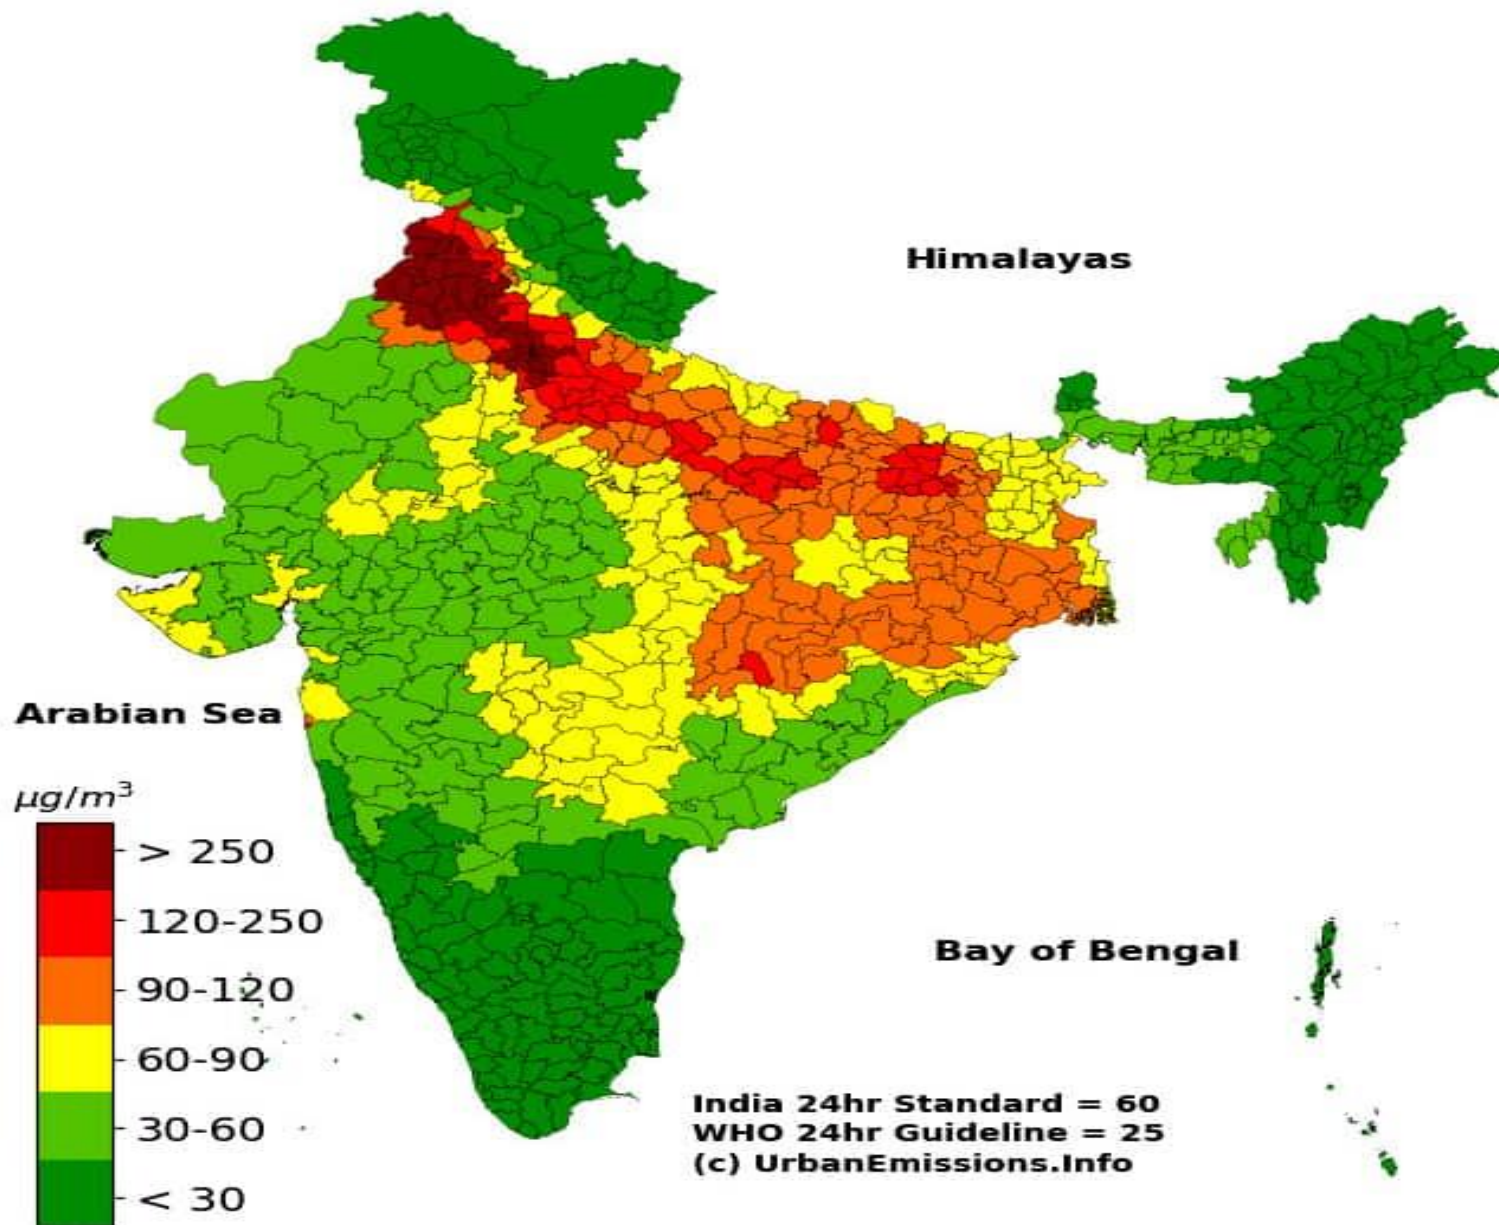 Himalayas
Arabian Sea
μg/m³
> 250
120-250
90-120
60-90
30-60
< 30
Bay of Bengal
India 24hr Standard = 60
WHO 24hr Guideline = 25
(c) UrbanEmissions.Info